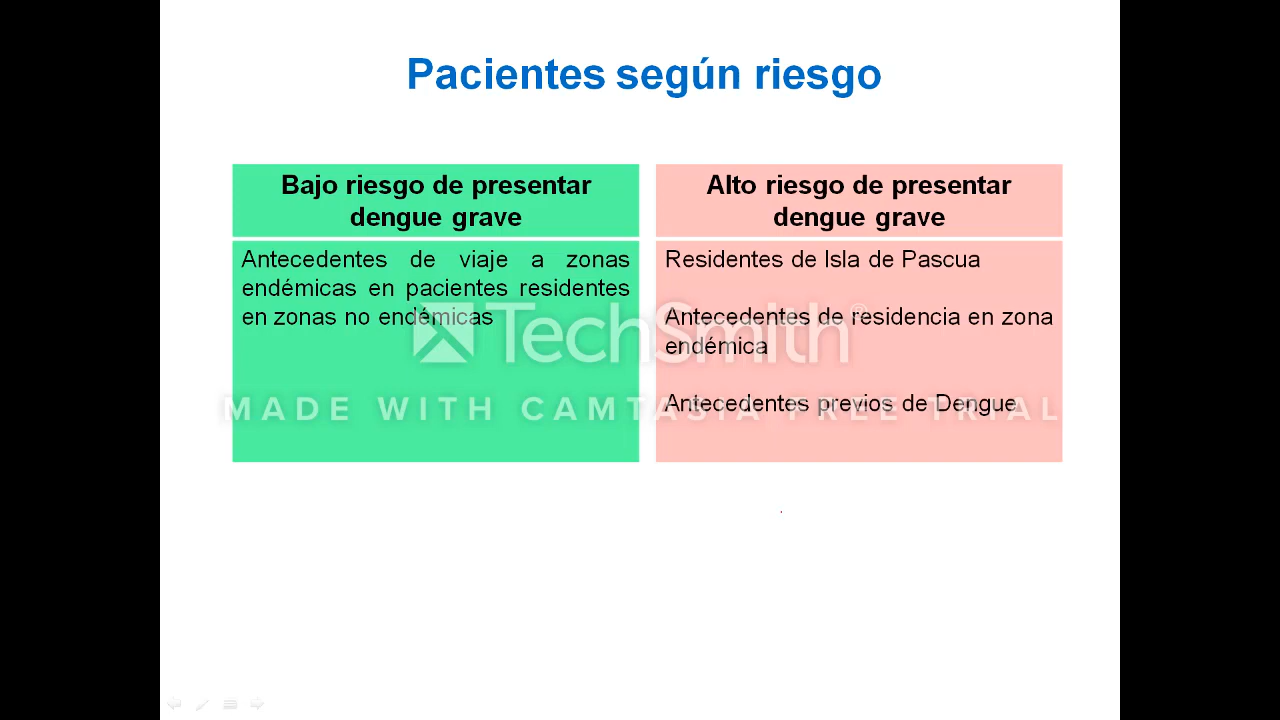 Pacientes según riesgo
Bajo riesgo de presentar
dengue grave
Antecedentes de viaje a zonas
endémicas en pacientes residentes
en zonas no endémicas
Alto riesgo de presentar
dengue grave
Residentes de Isla de Pascua
Antecedentes de residencia en zona
endémica
Antecedentes previos de Dengue
TechSmith®
MADE WITH CAMTASIA FREE TRIAL